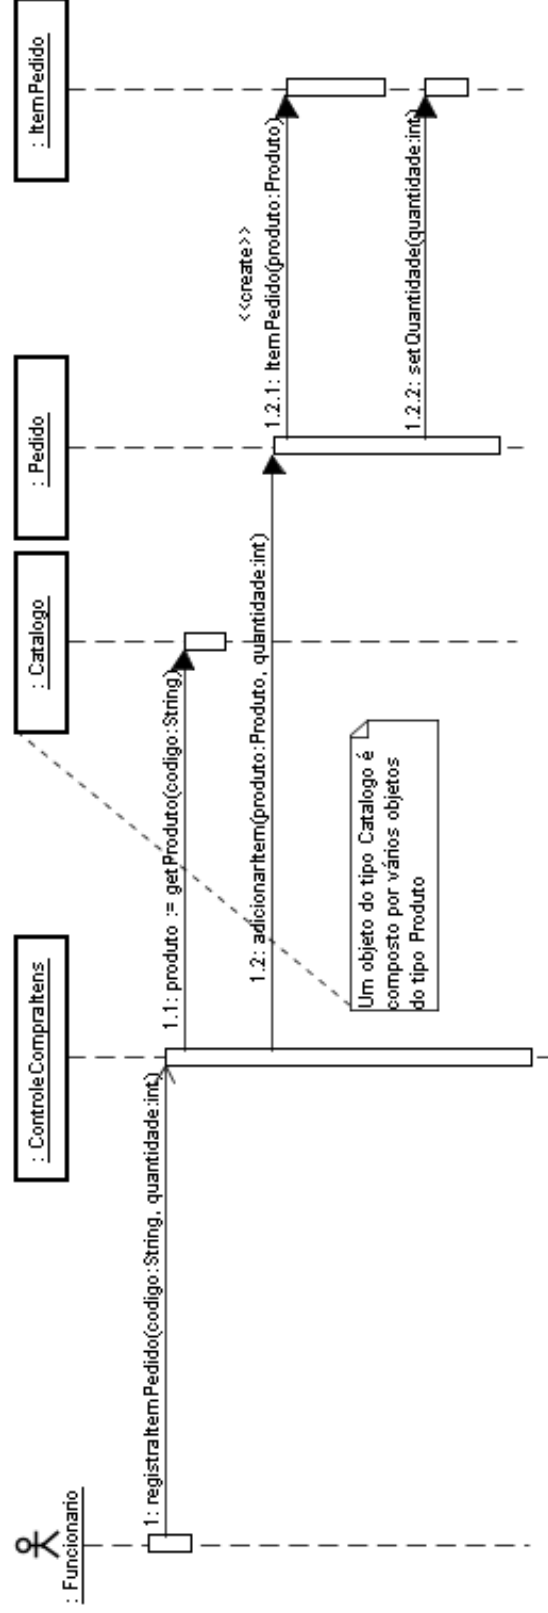 : Funcionario
: ControleCompraItens
: Catalogo
: Pedido
: ItemPedido
1: registraItemPedido(codigo:String, quantidade:int)
1.1: produto := getProduto(codigo:String)
1.2: adicionarItem(produto:Produto, quantidade:int)
<<create>>
1.2.1: ItemPedido(produto:Produto)
1.2.2: setQuantidade(quantidade:int)
Um objeto do tipo Catalogo é
composto por vários objetos
do tipo Produto